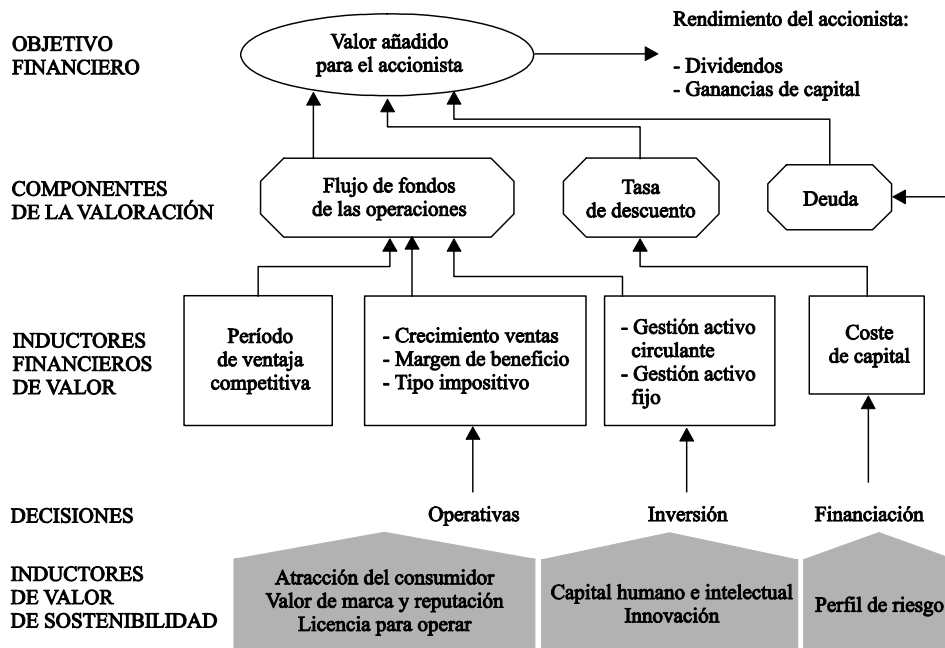 Rendimiento del accionista:
- Dividendos
- Ganancias de capital
OBJETIVO
FINANCIERO
Valor añadido
para el accionista
COMPONENTES
DE LA VALORACIÓN
Flujo de fondos
de las operaciones
Tasa
de descuento
Deuda
INDUCTORES
FINANCIEROS
DE VALOR
Período
de ventaja
competitiva
- Crecimiento ventas
- Margen de beneficio
- Tipo impositivo
- Gestión activo
circulante
- Gestión activo
fijo
Coste
de capital
DECISIONES
Operativas
Inversión
Financiación
INDUCTORES
DE VALOR
DE SOSTENIBILIDAD
Atracción del consumidor
Valor de marca y reputación
Licencia para operar
Capital humano e intelectual
Innovación
Perfil de riesgo